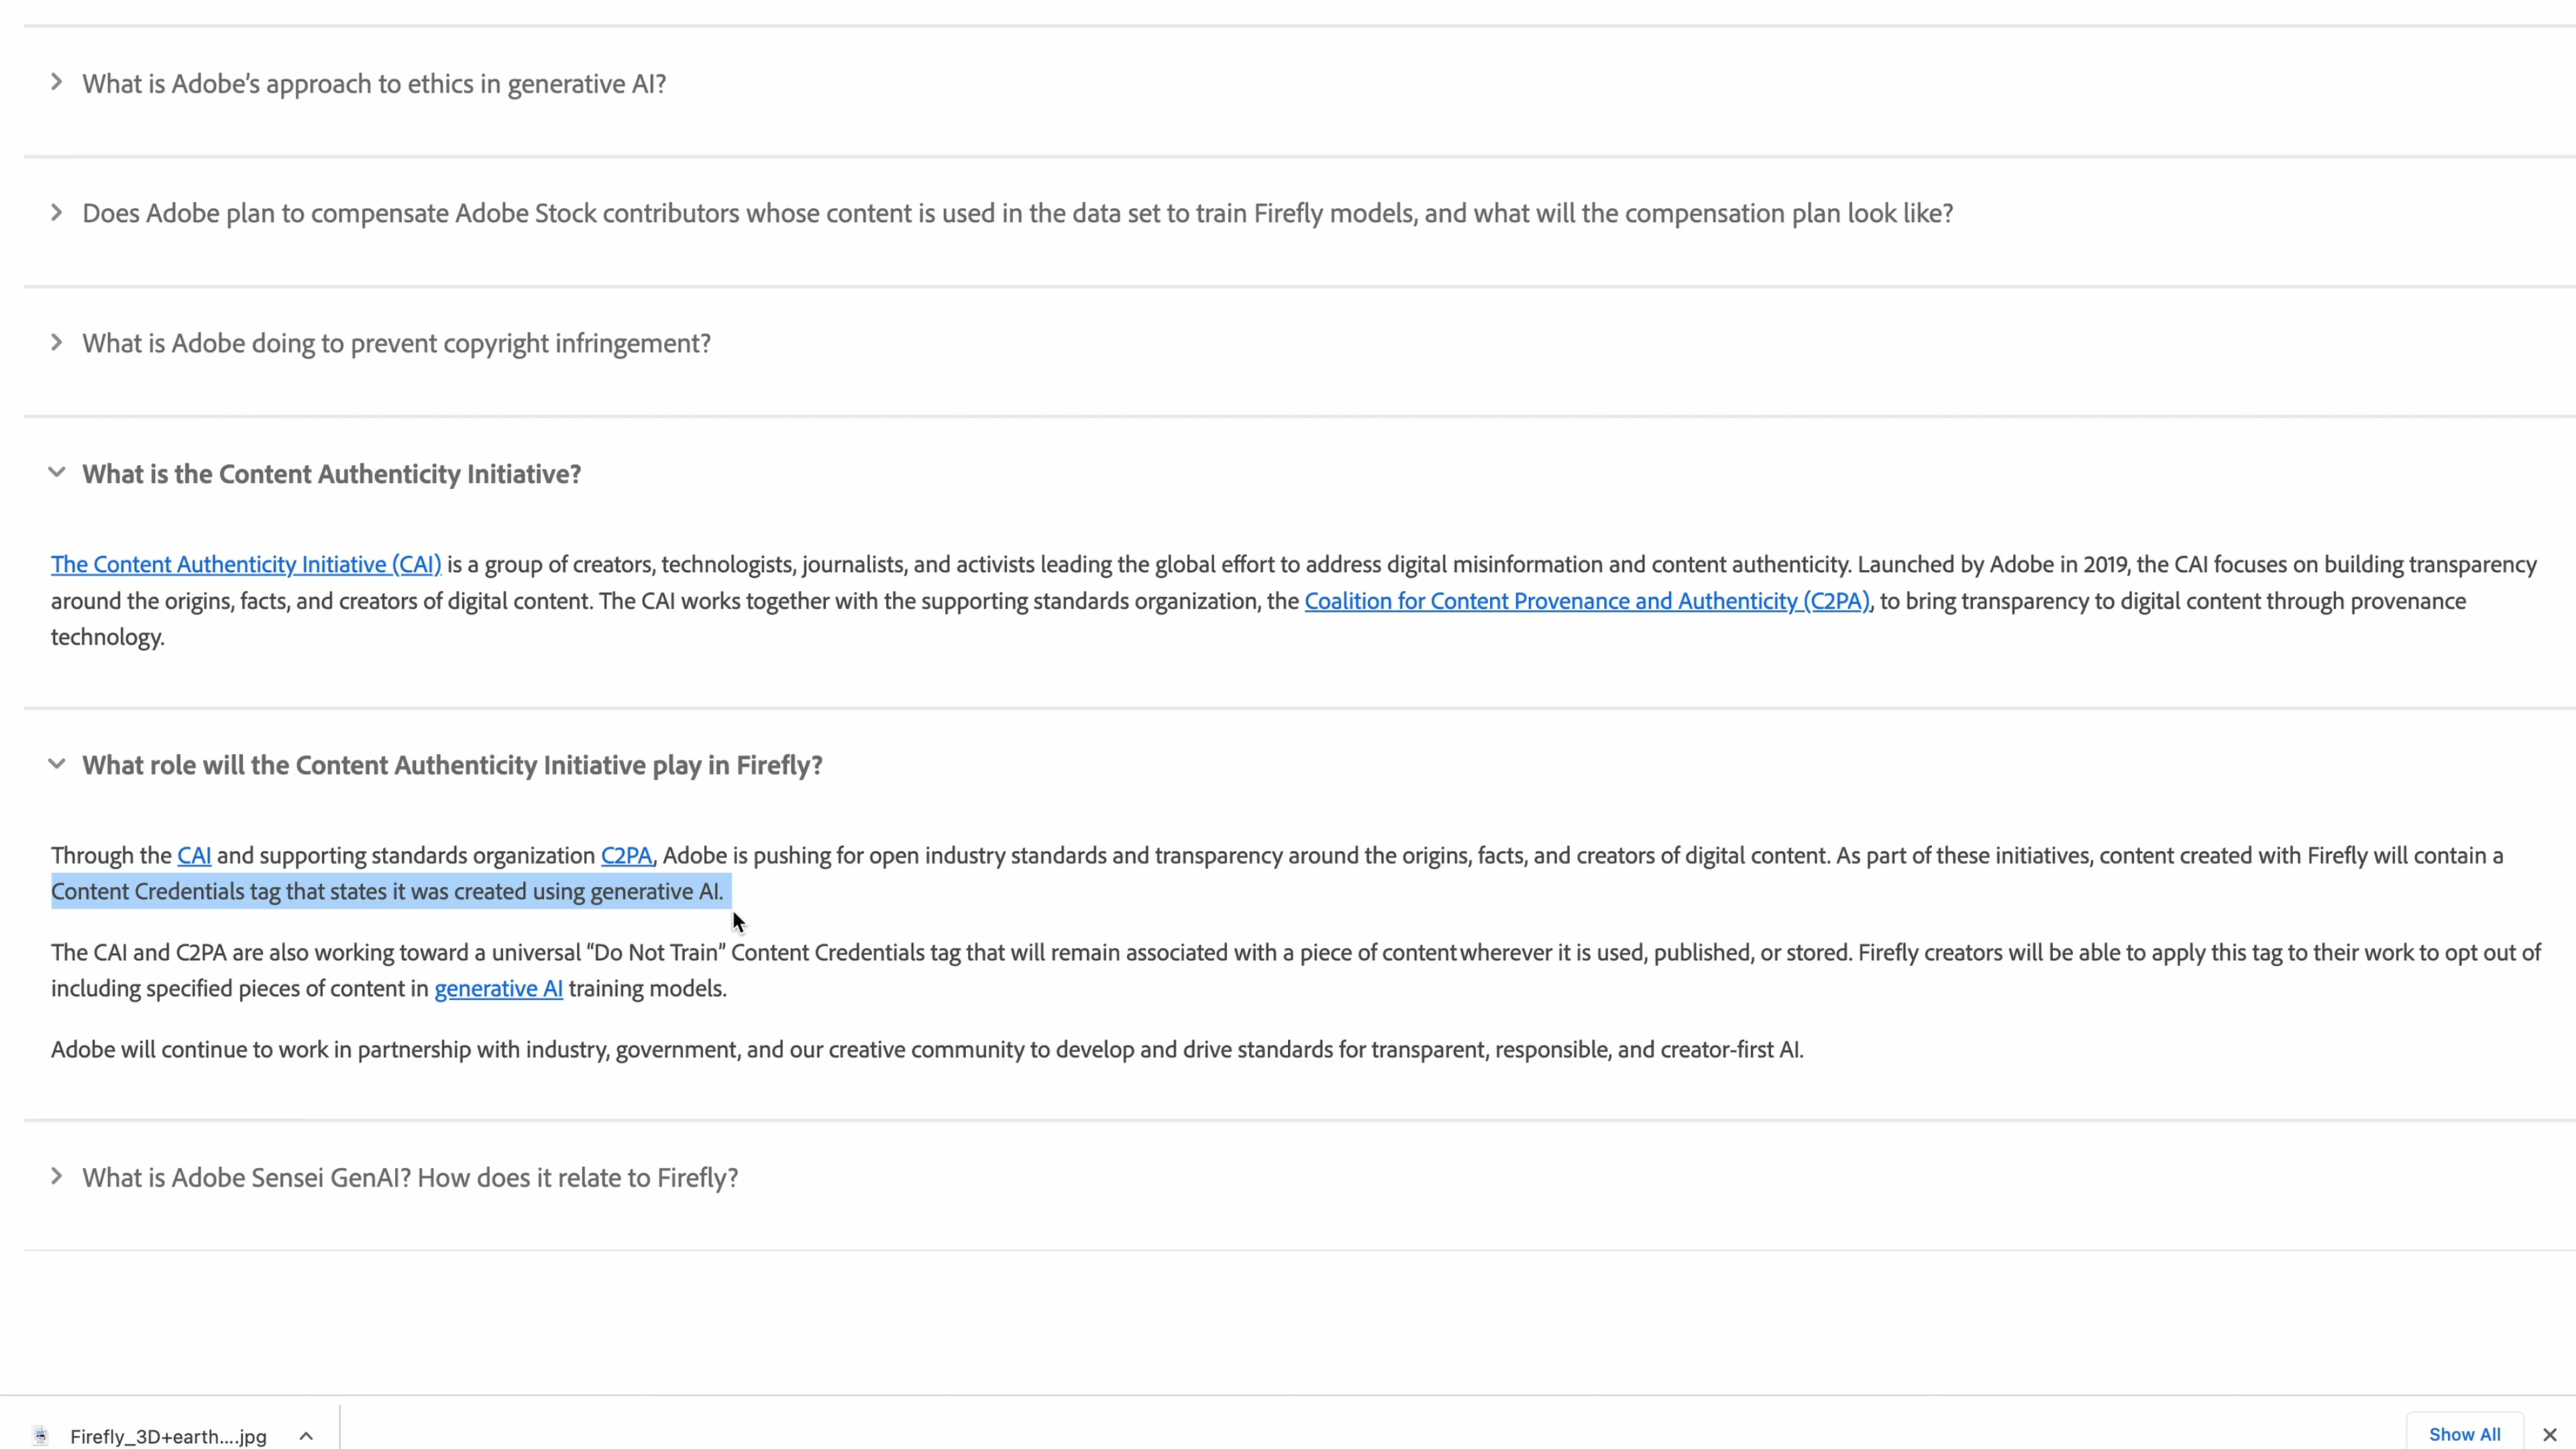 What is Adobe’s approach to ethics in generative AI?
Does Adobe plan to compensate Adobe Stock contributors whose content is used in the data set to train Firefly models, and what will the compensation plan look like?
What is Adobe doing to prevent copyright infringement?
What is the Content Authenticity Initiative?
The Content Authenticity Initiative (CAI) is a group of creators, technologists, journalists, and activists leading the global effort to address digital misinformation and content authenticity. Launched by Adobe in 2019, the CAI focuses on building transparency
around the origins, facts, and creators of digital content. The CAI works together with the supporting standards organization, the Coalition for Content Provenance and Authenticity (C2PA), to bring transparency to digital content through provenance
technology.
What role will the Content Authenticity Initiative play in Firefly?
Through the CAI and supporting standards organization C2PA, Adobe is pushing for open industry standards and transparency around the origins, facts, and creators of digital content. As part of these initiatives, content created with Firefly will contain a
Content Credentials tag that states it was created using generative AI.
The CAI and C2PA are also working toward a universal “Do Not Train” Content Credentials tag that will remain associated with a piece of content wherever it is used, published, or stored. Firefly creators will be able to apply this tag to their work to opt out of
including specified pieces of content in generative AI training models.
Adobe will continue to work in partnership with industry, government, and our creative community to develop and drive standards for transparent, responsible, and creator-first AI.
What is Adobe Sensei GenAI? How does it relate to Firefly?
Firefly_3D+earth....jpg
Show All